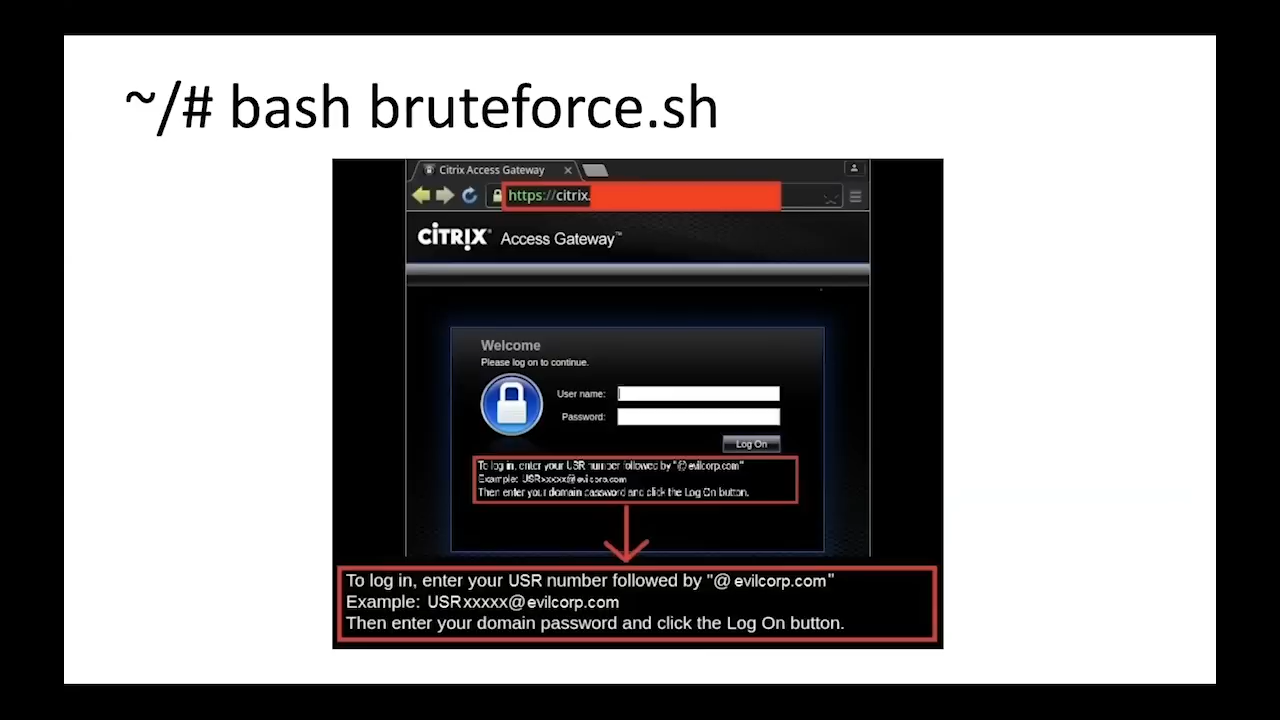 ~/# bash bruteforce.sh
Citrix Access Gateway
https://citrix.
CITRIX® Access Gateway™
Welcome
Please log on to continue.
User name:
Password:
Log On
To log in, enter your USR number followed by "@evilcorp.com"
Example: USRxxxxx@evilcorp.com
Then enter your domain password and click the Log On button.
To log in, enter your USR number followed by "@evilcorp.com"
Example: USRxxxxx@evilcorp.com
Then enter your domain password and click the Log On button.